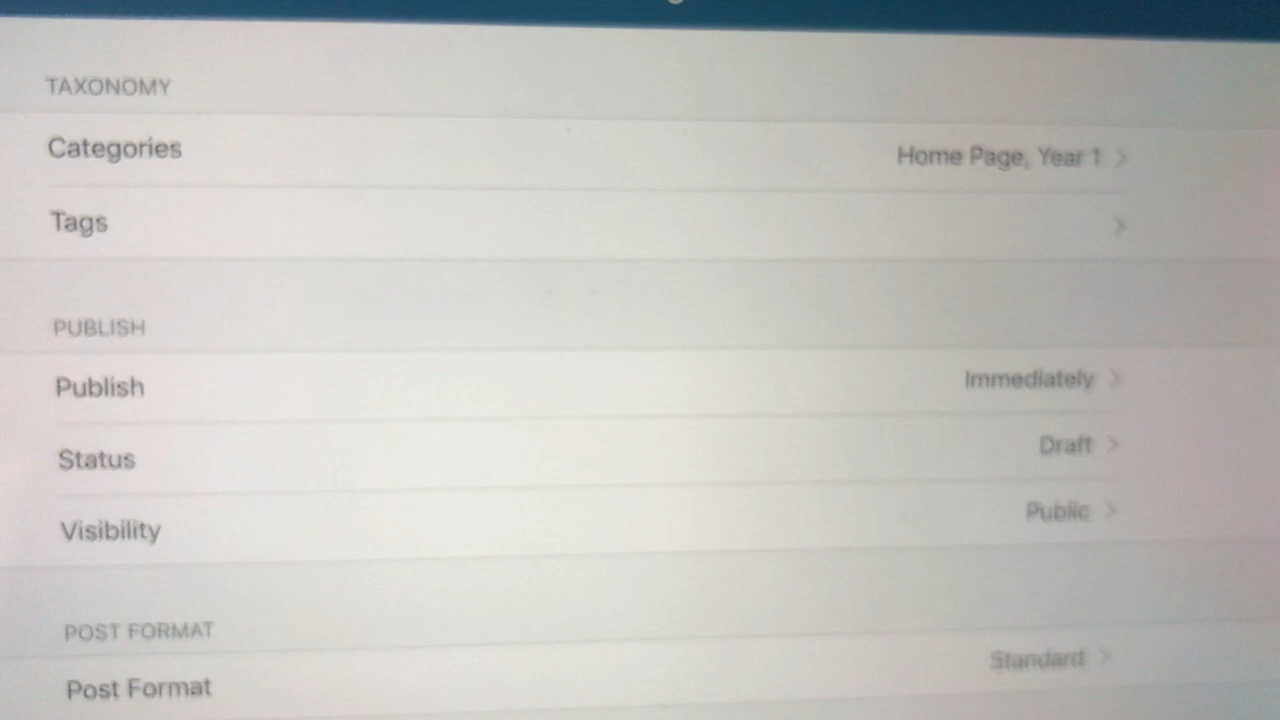 TAXONOMY
Categories Home Page, Year 1
Tags
PUBLISH
Publish Immediately
Status Draft
Visibility Public
POST FORMAT
Post Format Standard